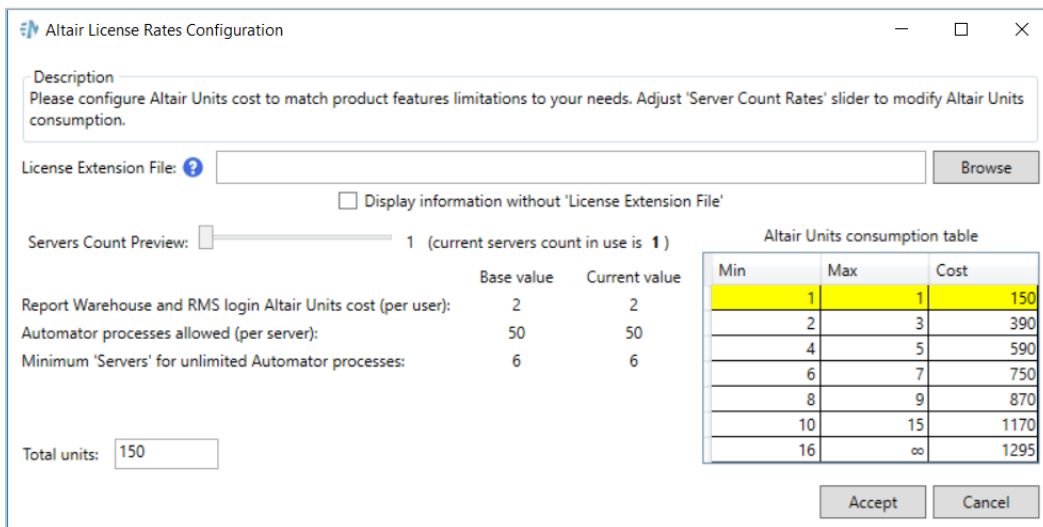 Altair License Rates Configuration
Description
Please configure Altair Units cost to match product features limitations to your needs. Adjust 'Server Count Rates' slider to modify Altair Units
consumption.
License Extension File: ? Browse
Display information without 'License Extension File'
Servers Count Preview: 1 (current servers count in use is 1 )
Base value Current value
Report Warehouse and RMS login Altair Units cost (per user): 2 2
Automator processes allowed (per server): 50 50
Minimum 'Servers' for unlimited Automator processes: 6 6
Total units: 150
Altair Units consumption table
Min Max Cost
1 1 150
2 3 390
4 5 590
6 7 750
8 9 870
10 15 1170
16 ∞ 1295
Accept Cancel